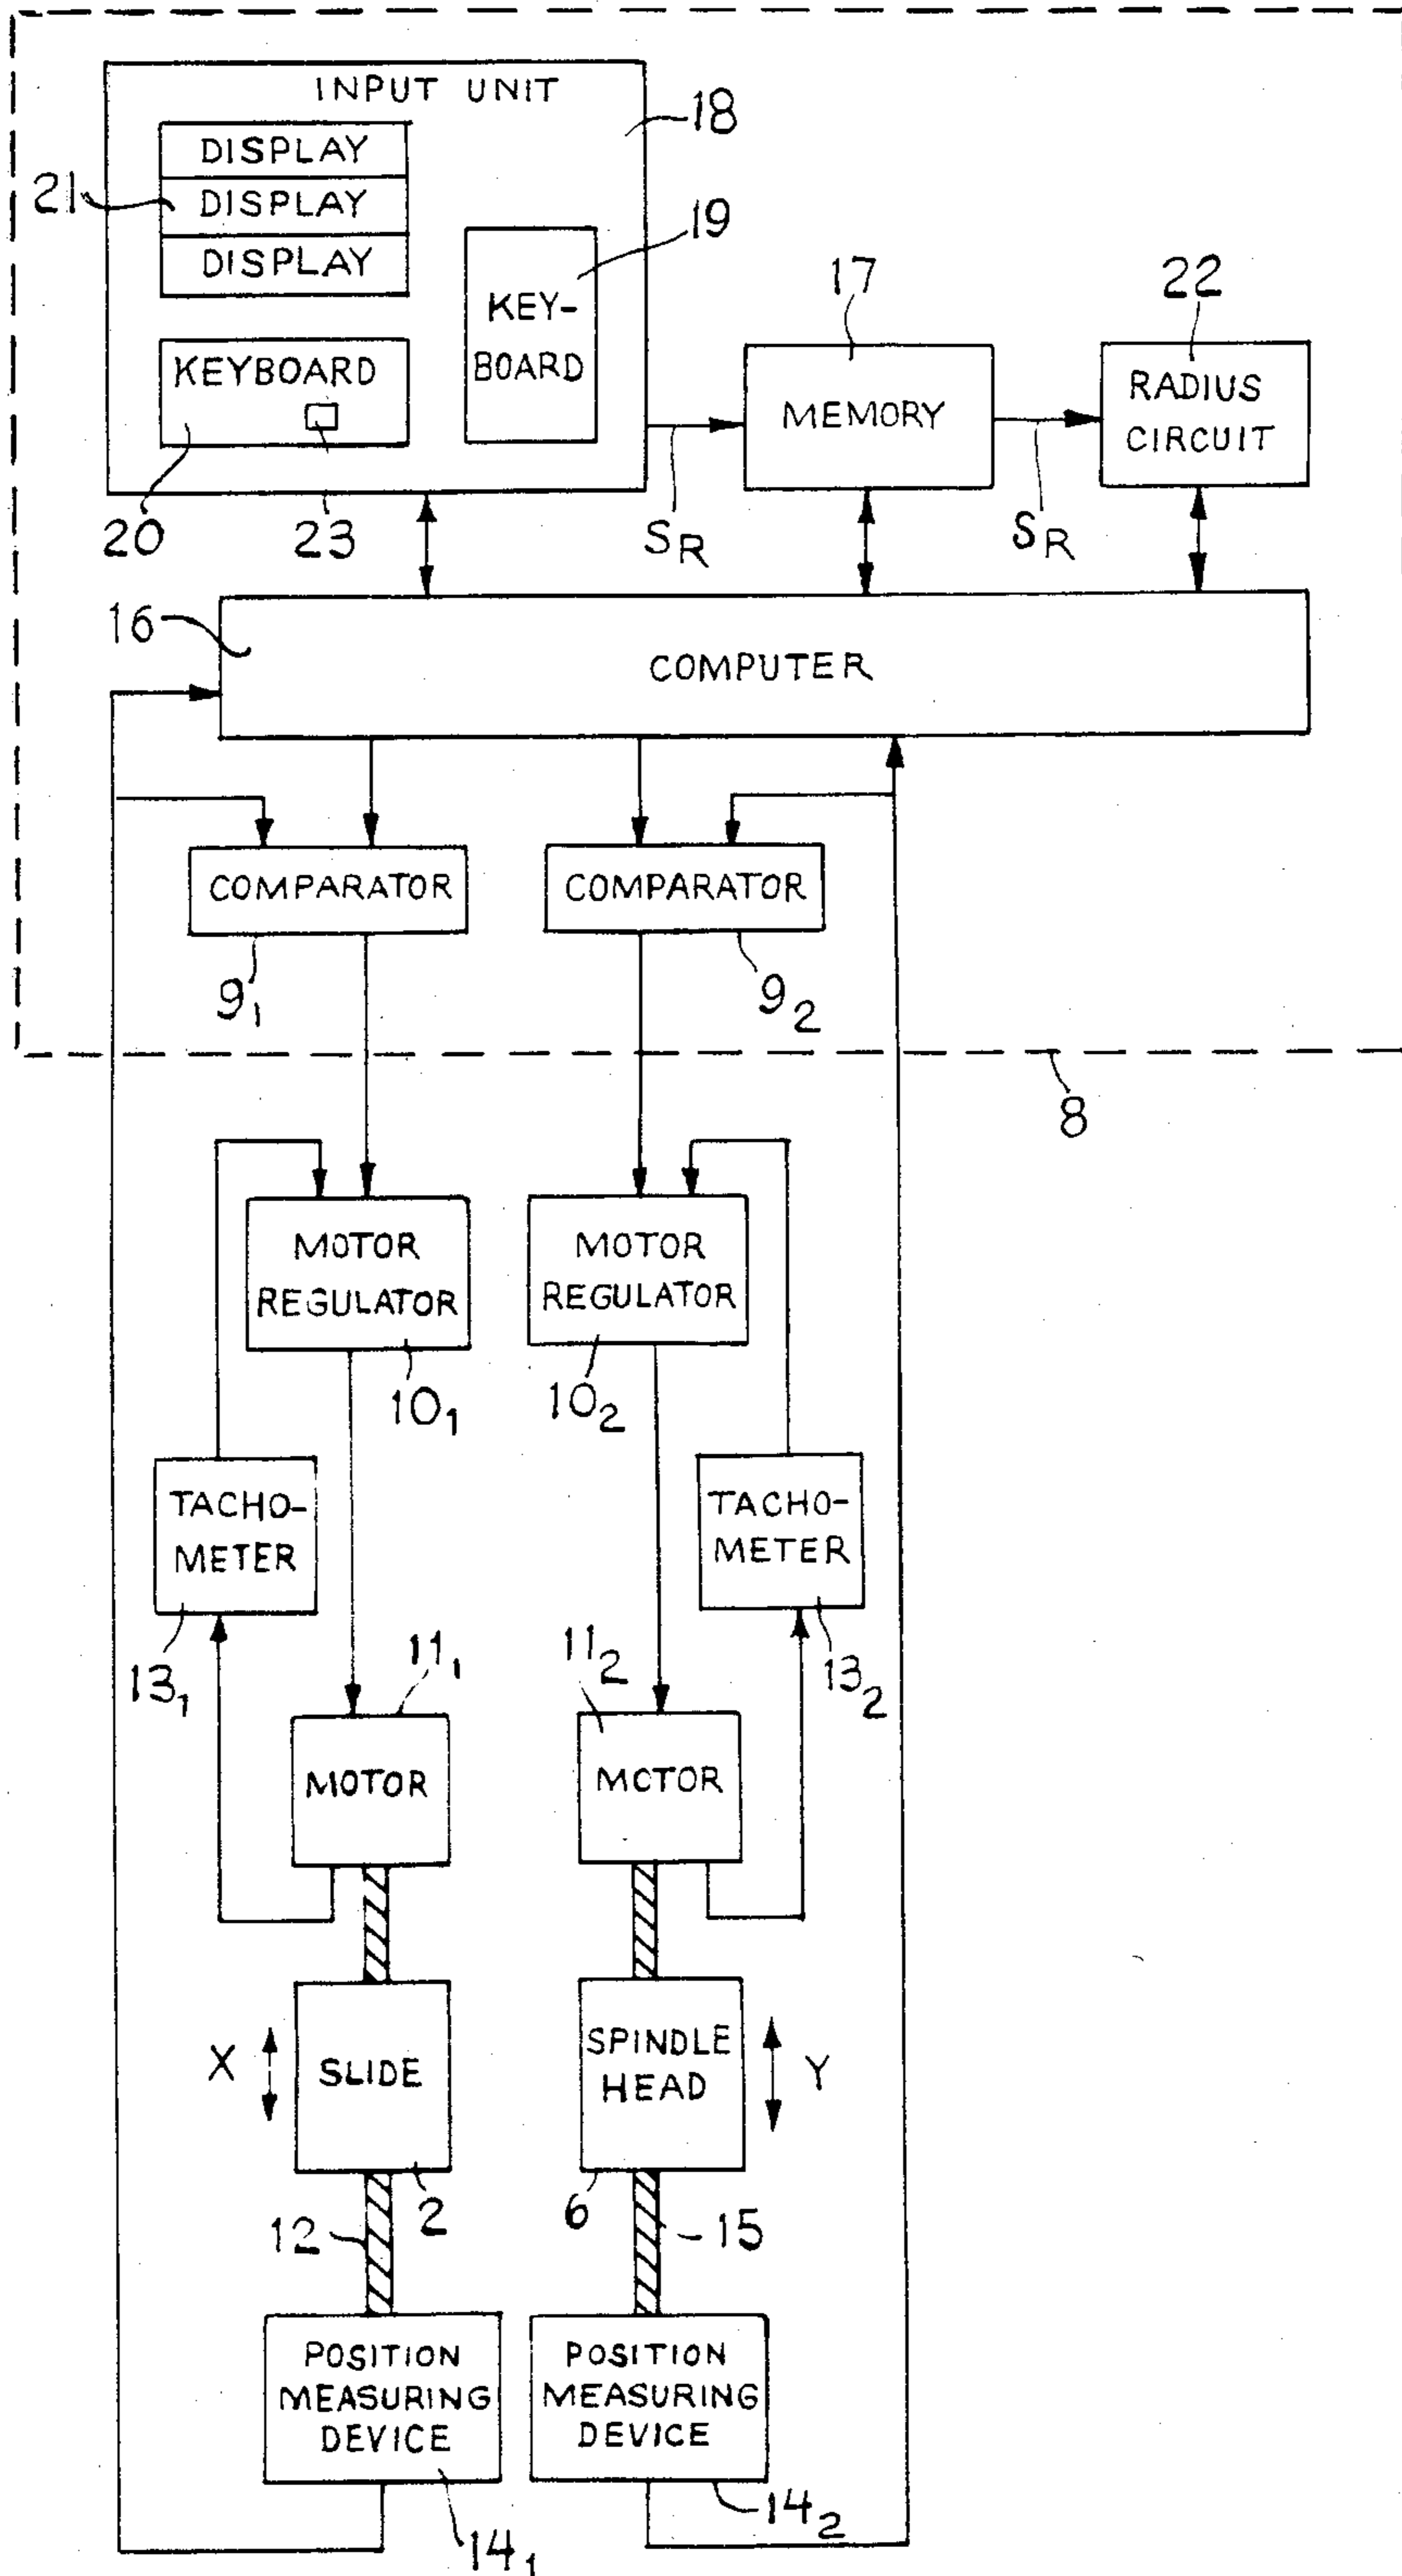 INPUT UNIT
18
DISPLAY
21
DISPLAY
DISPLAY
19
KEY-
BOARD
KEYBOARD
20
23
17
MEMORY
22
RADIUS
CIRCUIT
SR
SR
16
COMPUTER
COMPARATOR
COMPARATOR
91
92
8
MOTOR
REGULATOR
MOTOR
REGULATOR
101
102
TACHO-
METER
TACHO-
METER
131
132
111
112
MOTOR
MCTOR
X
SLIDE
SPINDLE
HEAD
Y
12
2
6
15
POSITION
MEASURING
DEVICE
POSITION
MEASURING
DEVICE
141
142